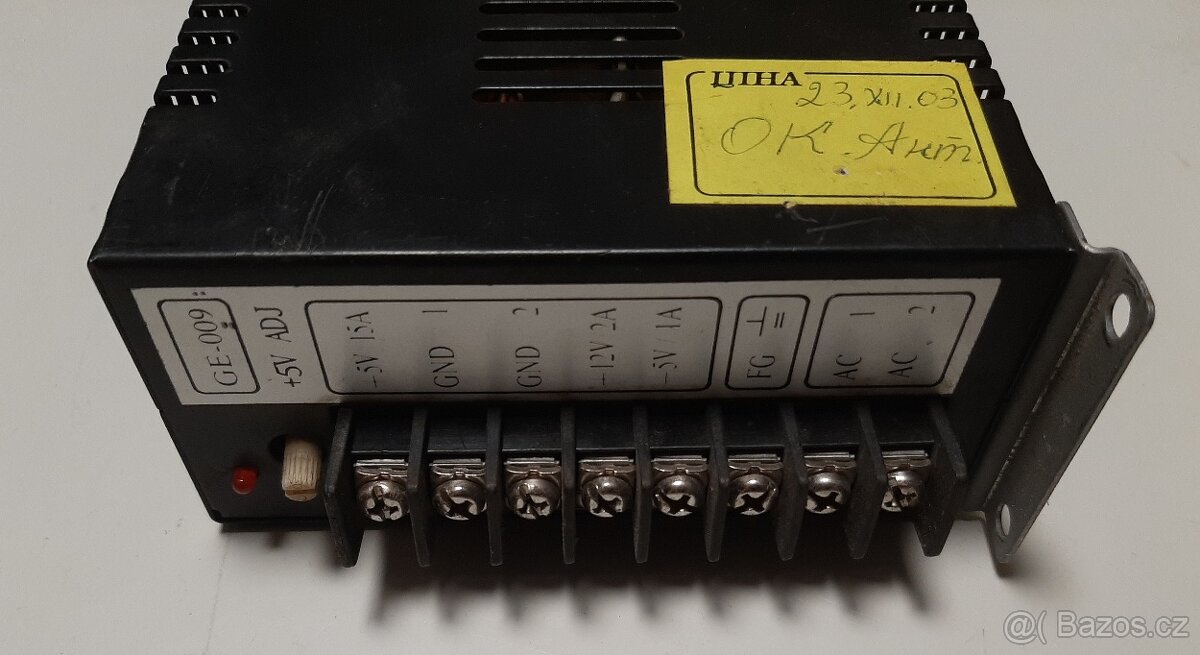 ЦІНА
23.XII.03
OK. Ант.
GE-009
+5V ADJ
+5V 15A
GND 1
GND 2
+12V 2A
-5V / 1A
FG
AC 1
AC 2
@( Bazos.cz